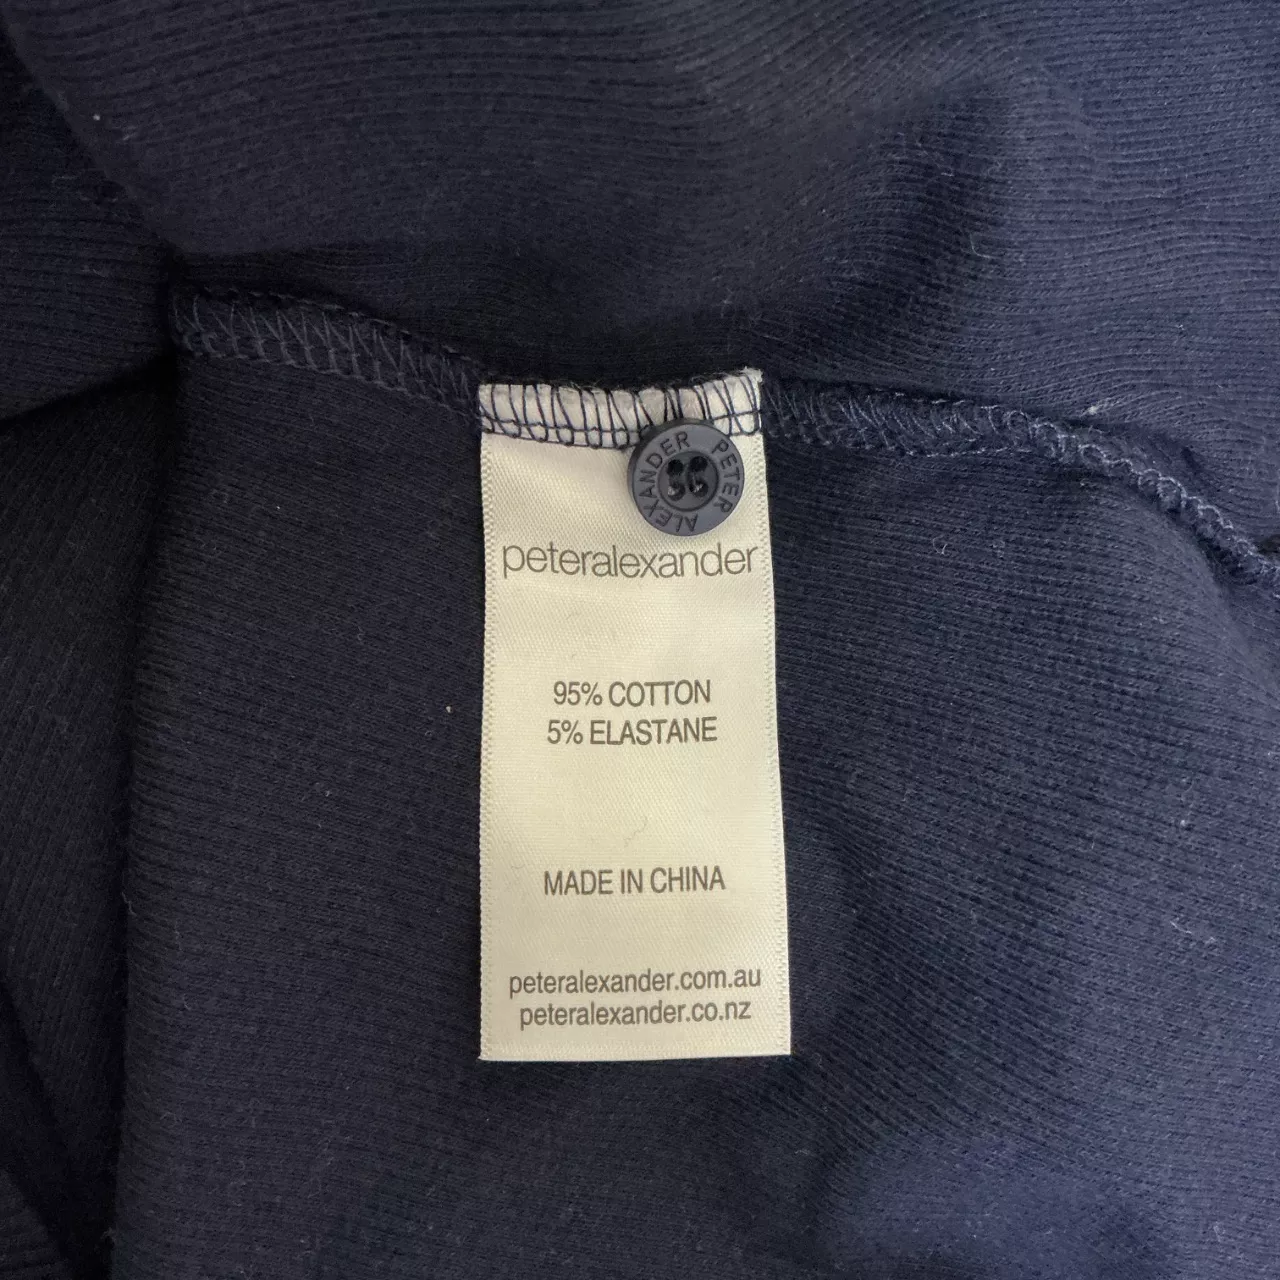 PETER ALEXANDER
peteralexander
95% COTTON
5% ELASTANE
MADE IN CHINA
peteralexander.com.au
peteralexander.co.nz